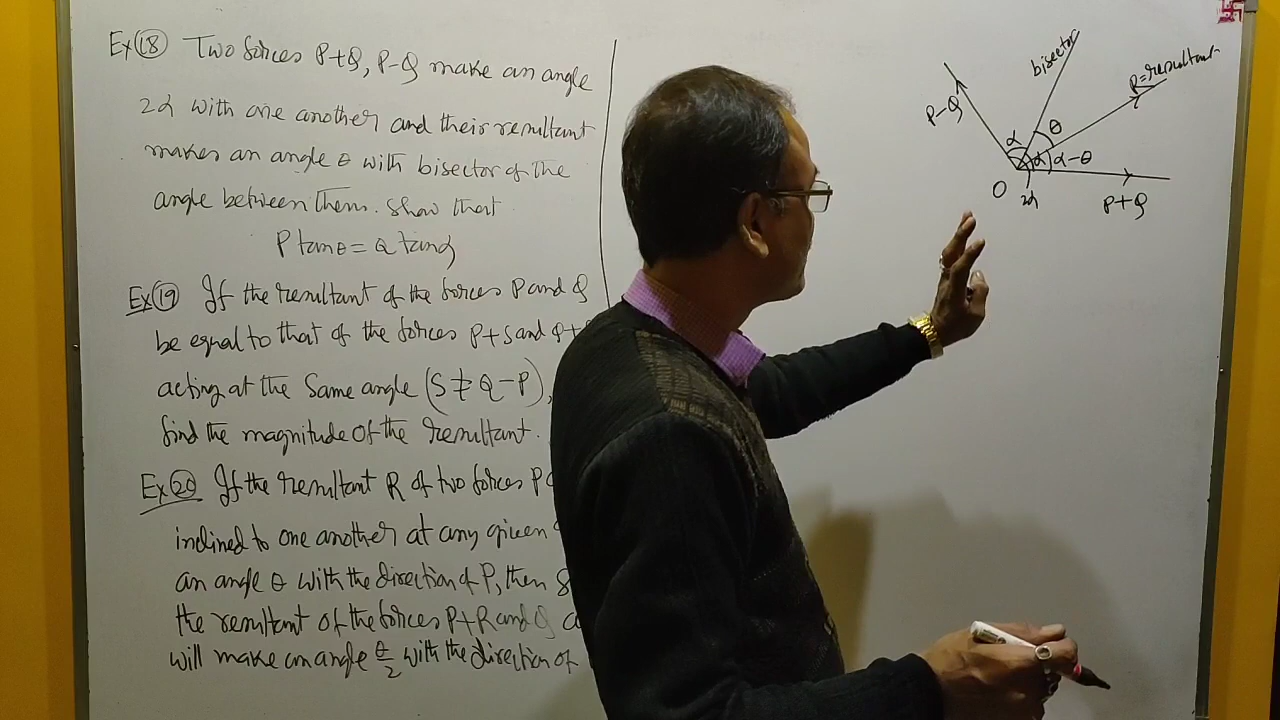 Ex 18 Two forces P+Q, P-Q make an angle
2α with one another and their resultant
makes an angle θ with bisector of the
angle between them. Show that
P tanθ = Q tanα
Ex 19 If the resultant of the forces P and Q
be equal to that of the forces P+S and Q+
acting at the same angle (S ≠ Q-P),
find the magnitude of the resultant.
Ex 20 If the resultant R of two forces P
inclined to one another at any given
an angle θ with the direction of P, then
the resultant of the forces P+R and Q
will make an angle θ/2 with the direction of
bisector
R=resultant
P-Q
α
θ
α
α-θ
O
2α
P+Q